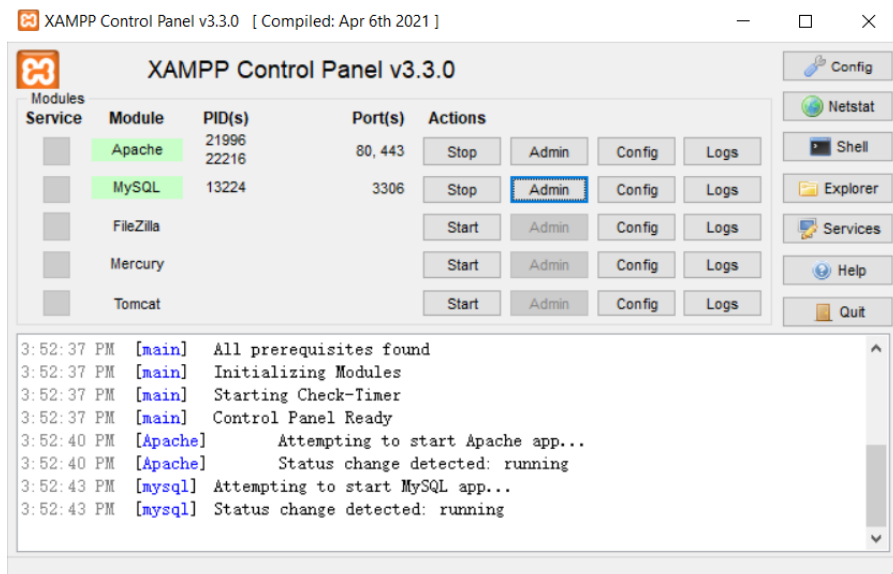 XAMPP Control Panel v3.3.0 [ Compiled: Apr 6th 2021 ]
XAMPP Control Panel v3.3.0
Config
Modules
Service Module PID(s) Port(s) Actions
Netstat
Apache 21996 22216 80, 443 Stop Admin Config Logs
Shell
MySQL 13224 3306 Stop Admin Config Logs
Explorer
FileZilla Start Admin Config Logs
Services
Mercury Start Admin Config Logs
Help
Tomcat Start Admin Config Logs
Quit
3:52:37 PM [main] All prerequisites found
3:52:37 PM [main] Initializing Modules
3:52:37 PM [main] Starting Check-Timer
3:52:37 PM [main] Control Panel Ready
3:52:40 PM [Apache] Attempting to start Apache app...
3:52:40 PM [Apache] Status change detected: running
3:52:43 PM [mysql] Attempting to start MySQL app...
3:52:43 PM [mysql] Status change detected: running